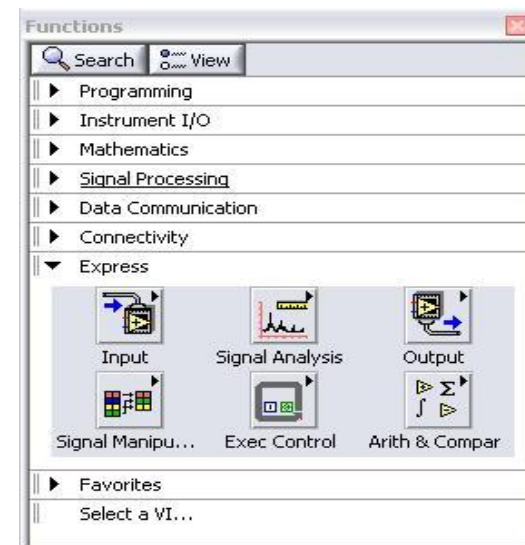 Functions
Search View
Programming
Instrument I/O
Mathematics
Signal Processing
Data Communication
Connectivity
Express
Input Signal Analysis Output
Signal Manipu... Exec Control Arith & Compar
Favorites
Select a VI...